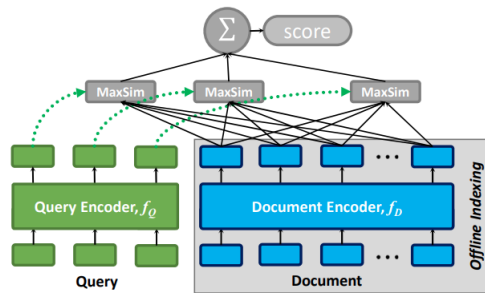 Σ
score
MaxSim
MaxSim
MaxSim
Query Encoder, f_Q
Document Encoder, f_D
Offline Indexing
Query
Document